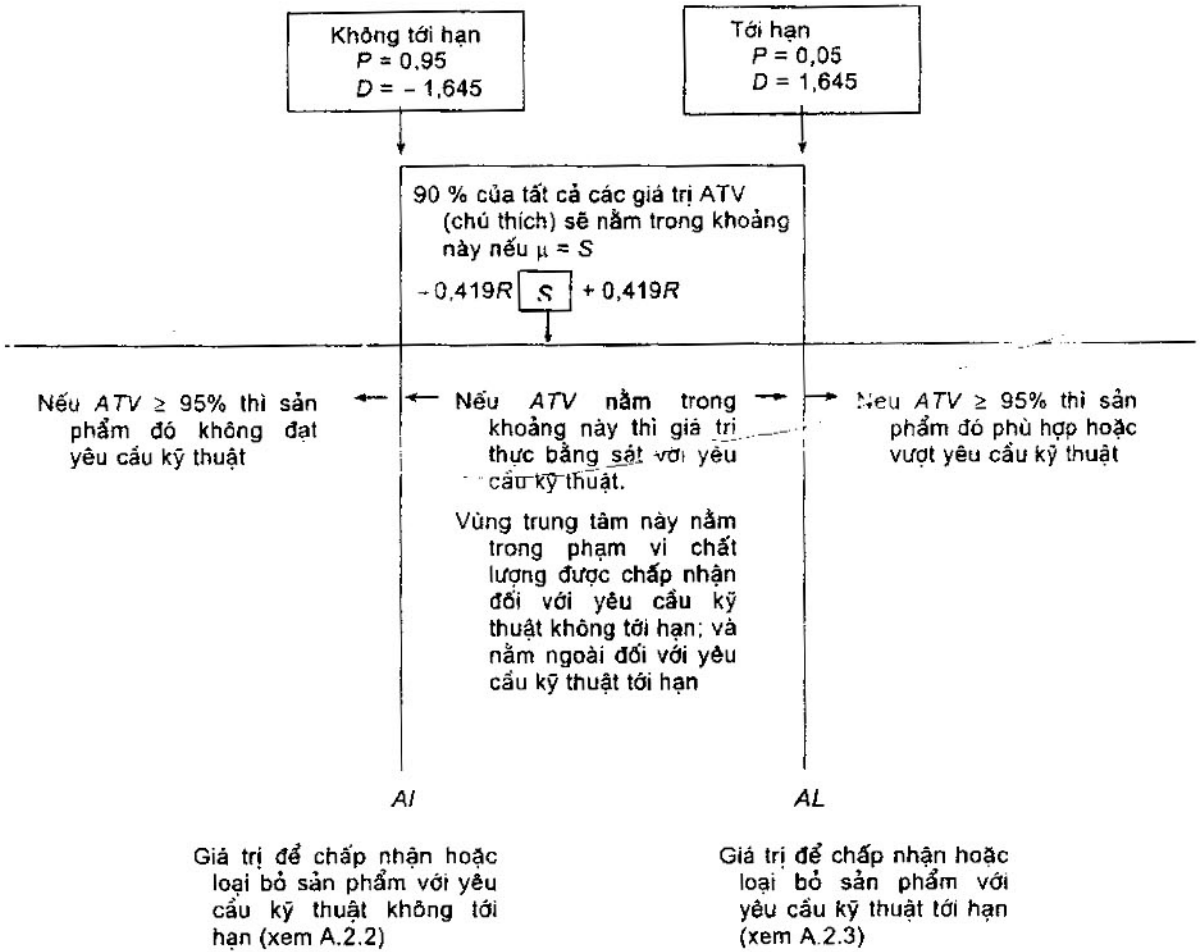 Không tới hạn
P = 0,95
D = – 1,645
Tới hạn
P = 0,05
D = 1,645
90 % của tất cả các giá trị ATV
(chú thích) sẽ nằm trong khoảng
này nếu μ = S
– 0,419R S + 0,419R
Nếu ATV ≥ 95% thì sản
phẩm đó không đạt
yêu cầu kỹ thuật
Nếu ATV nằm trong
khoảng này thì giá trị
thực bằng sát với yêu
cầu kỹ thuật.
Vùng trung tâm này nằm
trong phạm vi chất
lượng được chấp nhận
đối với yêu cầu kỹ
thuật không tới hạn; và
nằm ngoài đối với yêu
cầu kỹ thuật tới hạn
Neu ATV ≥ 95% thì sản
phẩm đó phù hợp hoặc
vượt yêu cầu kỹ thuật
AI
AL
Giá trị để chấp nhận hoặc
loại bỏ sản phẩm với yêu
cầu kỹ thuật không tới
hạn (xem A.2.2)
Giá trị để chấp nhận hoặc
loại bỏ sản phẩm với
yêu cầu kỹ thuật tới hạn
(xem A.2.3)